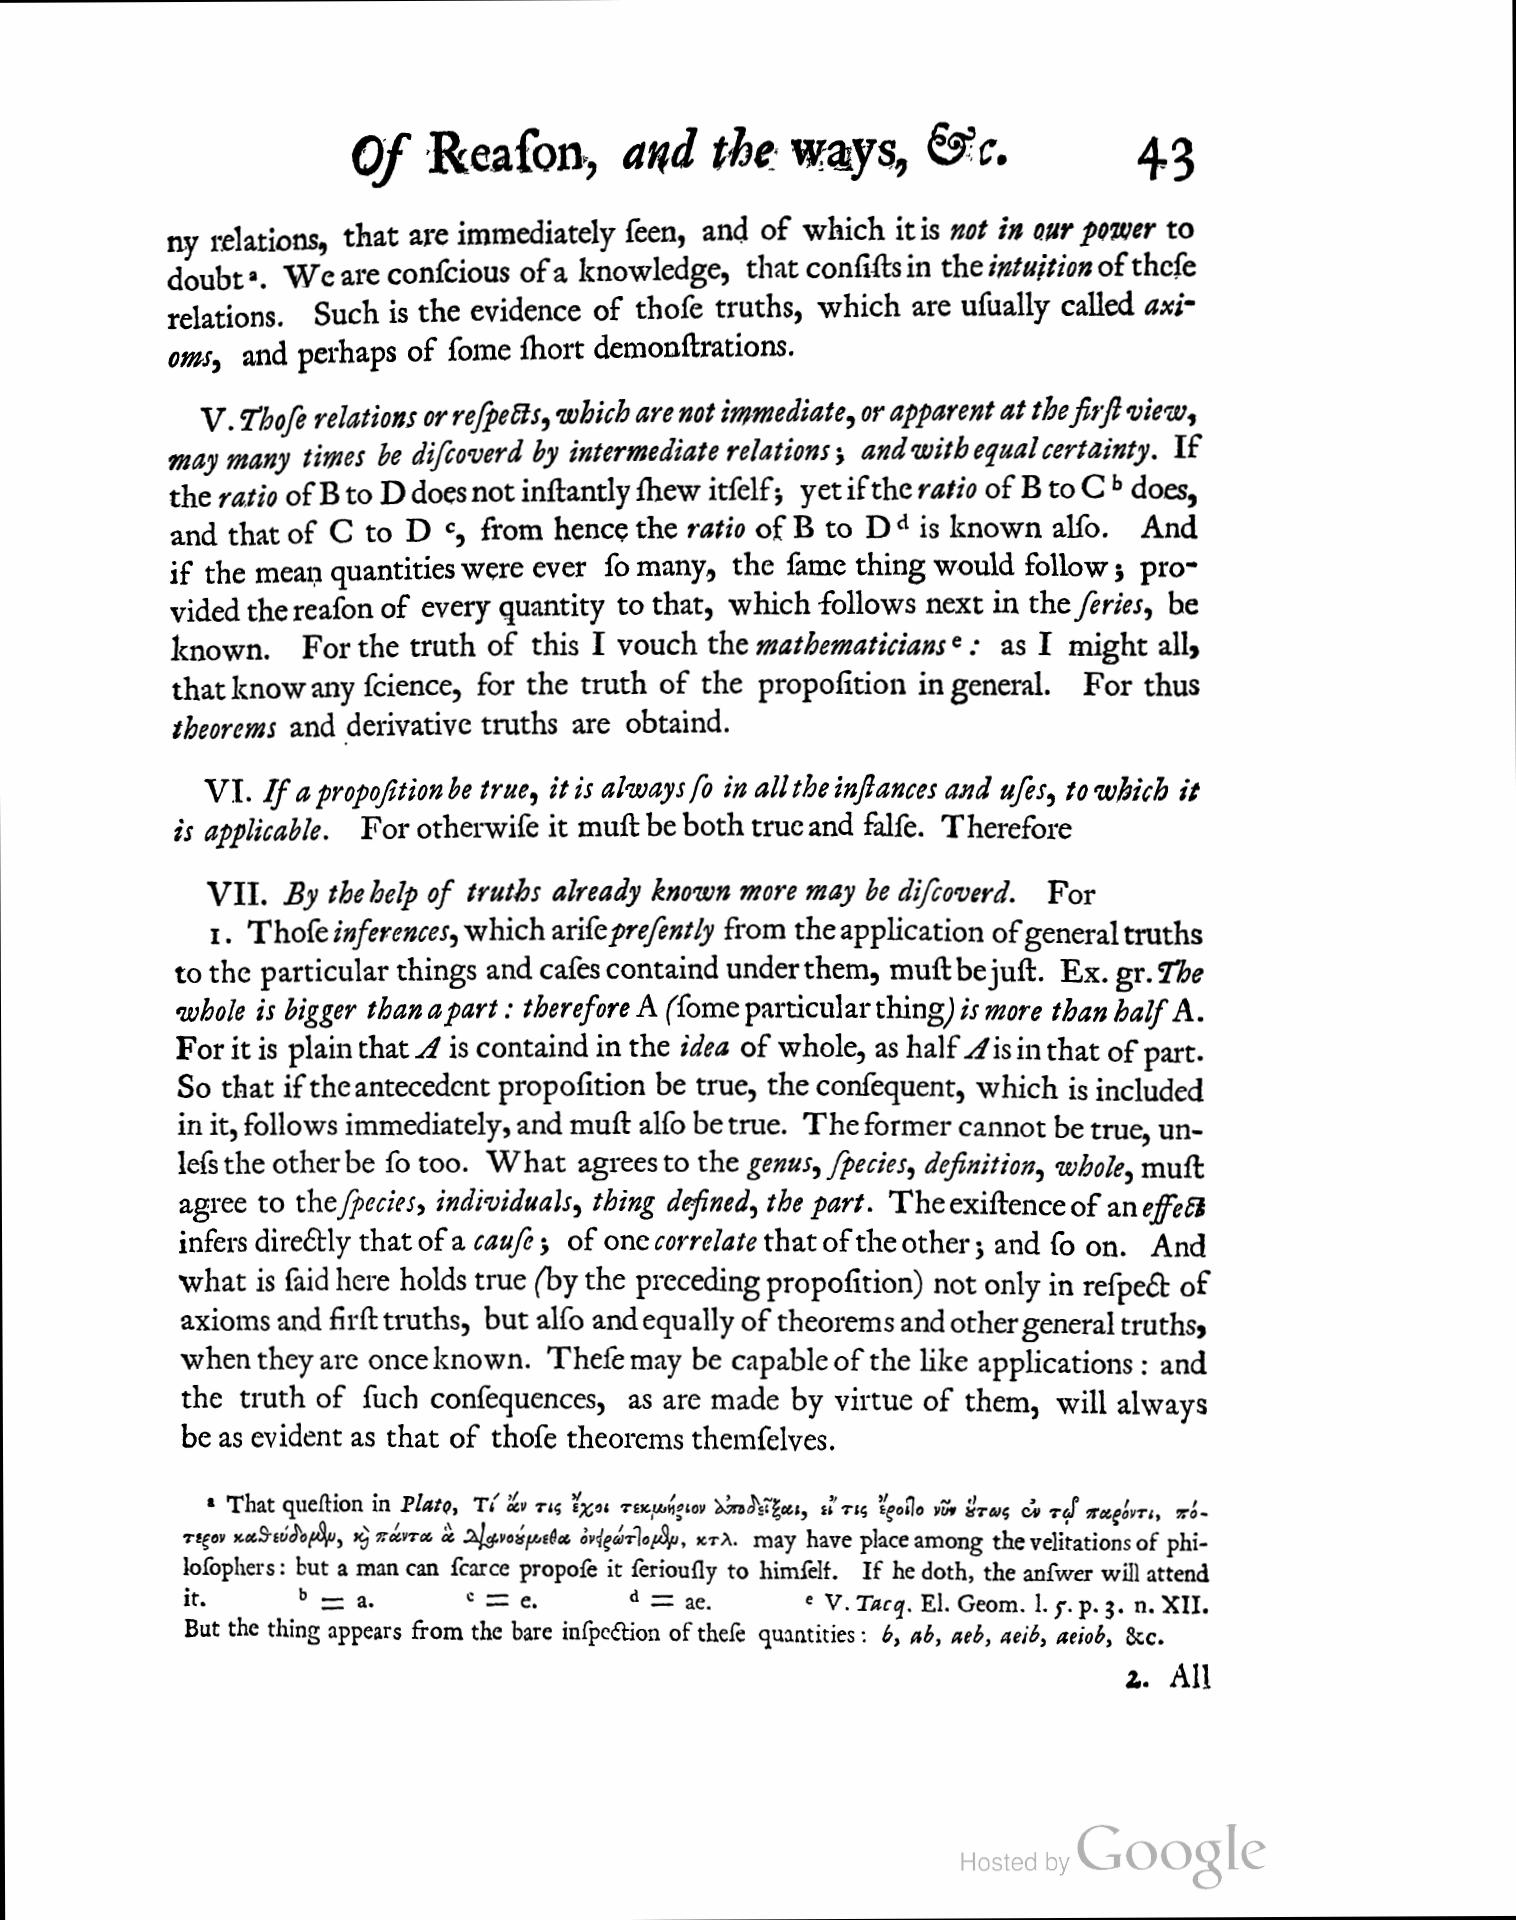 Of Reaſon, and the ways, &c. 43
ny relations, that are immediately ſeen, and of which it is not in our power to
doubt ª. We are conſcious of a knowledge, that conſiſts in the intuition of theſe
relations. Such is the evidence of thoſe truths, which are uſually called axi-
oms, and perhaps of ſome ſhort demonſtrations.
V. Thoſe relations or reſpects, which are not immediate, or apparent at the firſt view,
may many times be diſcoverd by intermediate relations; and with equal certainty. If
the ratio of B to D does not inſtantly ſhew itſelf; yet if the ratio of B to C ᵇ does,
and that of C to D ᶜ, from hence the ratio of B to D ᵈ is known alſo. And
if the mean quantities were ever ſo many, the ſame thing would follow; pro-
vided the reaſon of every quantity to that, which follows next in the ſeries, be
known. For the truth of this I vouch the mathematicians ᵉ: as I might all,
that know any ſcience, for the truth of the propoſition in general. For thus
theorems and derivative truths are obtaind.
VI. If a propoſition be true, it is always ſo in all the inſtances and uſes, to which it
is applicable. For otherwiſe it muſt be both true and falſe. Therefore
VII. By the help of truths already known more may be diſcoverd. For
1. Thoſe inferences, which ariſe preſently from the application of general truths
to the particular things and caſes containd under them, muſt be juſt. Ex. gr. The
whole is bigger than a part: therefore A (ſome particular thing) is more than half A.
For it is plain that A is containd in the idea of whole, as half A is in that of part.
So that if the antecedent propoſition be true, the conſequent, which is included
in it, follows immediately, and muſt alſo be true. The former cannot be true, un-
leſs the other be ſo too. What agrees to the genus, ſpecies, definition, whole, muſt
agree to the ſpecies, individuals, thing defined, the part. The exiſtence of an effect
infers directly that of a cauſe; of one correlate that of the other; and ſo on. And
what is ſaid here holds true (by the preceding propoſition) not only in reſpect of
axioms and firſt truths, but alſo and equally of theorems and other general truths,
when they are once known. Theſe may be capable of the like applications: and
the truth of ſuch conſequences, as are made by virtue of them, will always
be as evident as that of thoſe theorems themſelves.
ª That queſtion in Plato, Τί ἄν τις ἔχοι τεκμήριον ἀποδεῖξαι, εἴ τις ἔροιτο νῦν ὅτως ἐν τῷ παρόντι, πό-
τερον καθεύδομεν, καὶ πάντα ἃ διανούμεθα ὀνειρώττομεν, κτλ. may have place among the velitations of phi-
loſophers: but a man can ſcarce propoſe it ſeriouſly to himſelf. If he doth, the anſwer will attend
it. ᵇ = a. ᶜ = e. ᵈ = ae. ᵉ V. Tacq. El. Geom. l. 5. p. 3. n. XII.
But the thing appears from the bare inſpection of theſe quantities: b, ab, aeb, aeib, aeiob, &c.
2. All
Hosted by Google